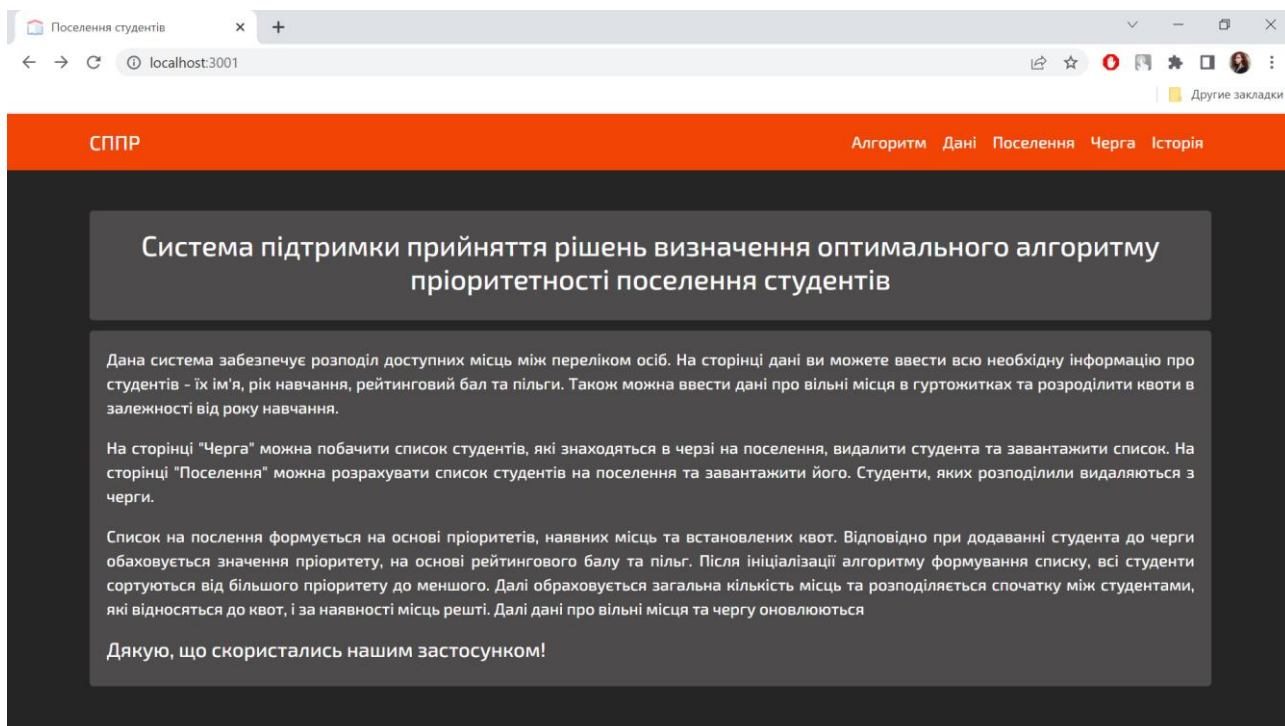 Поселення студентів
localhost:3001
Другие закладки
СППР
Алгоритм Дані Поселення Черга Історія
Система підтримки прийняття рішень визначення оптимального алгоритму
пріоритетності поселення студентів
Дана система забезпечує розподіл доступних місць між переліком осіб. На сторінці дані ви можете ввести всю необхідну інформацію про
студентів - їх ім'я, рік навчання, рейтинговий бал та пільги. Також можна ввести дані про вільні місця в гуртожитках та розроділити квоти в
залежності від року навчання.
На сторінці "Черга" можна побачити список студентів, які знаходяться в черзі на поселення, видалити студента та завантажити список. На
сторінці "Поселення" можна розрахувати список студентів на поселення та завантажити його. Студенти, яких розподілили видаляються з
черги.
Список на послення формується на основі пріоритетів, наявних місць та встановлених квот. Відповідно при додаванні студента до черги
обаховується значення пріоритету, на основі рейтингового балу та пільг. Після ініціалізації алгоритму формування списку, всі студенти
сортуються від більшого пріоритету до меншого. Далі обраховується загальна кількість місць та розподіляється спочатку між студентами,
які відносяться до квот, і за наявності місць решті. Далі дані про вільні місця та чергу оновлюються
Дякую, що скористались нашим застосунком!